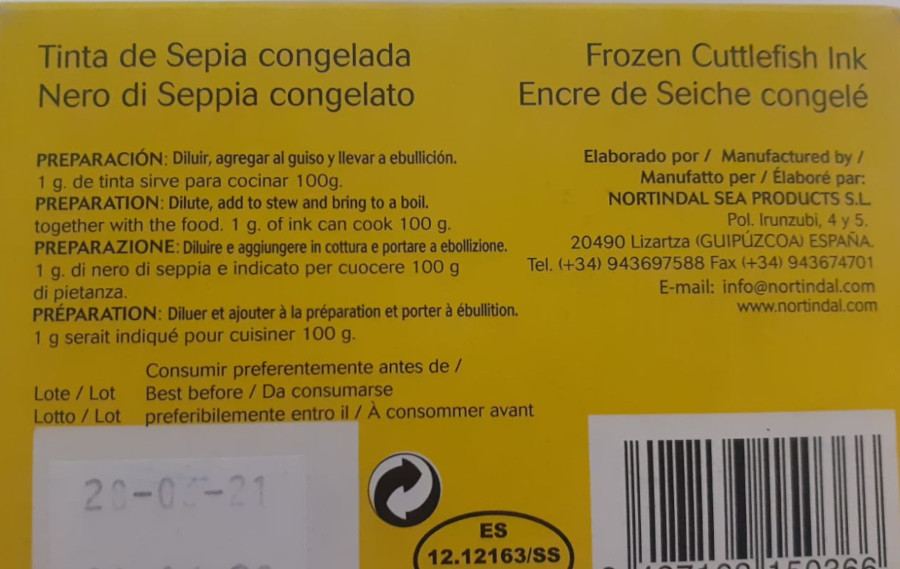 Tinta de Sepia congelada
Nero di Seppia congelato
Frozen Cuttlefish Ink
Encre de Seiche congelé
PREPARACIÓN: Diluir, agregar al guiso y llevar a ebullición.
1 g. de tinta sirve para cocinar 100g.
PREPARATION: Dilute, add to stew and bring to a boil.
together with the food. 1 g. of ink can cook 100 g.
PREPARAZIONE: Diluire e aggiungere in cottura e portare a ebollizione.
1 g. di nero di seppia e indicato per cuocere 100 g
di pietanza.
PRÉPARATION: Diluer et ajouter à la préparation et porter à ébullition.
1 g serait indiqué pour cuisiner 100 g.
Elaborado por / Manufactured by /
Manufatto per / Élaboré par:
NORTINDAL SEA PRODUCTS S.L.
Pol. Irunzubi, 4 y 5.
20490 Lizartza (GUIPÚZCOA) ESPAÑA.
Tel. (+34) 943697588 Fax (+34) 943674701
E-mail: info@nortindal.com
www.nortindal.com
Consumir preferentemente antes de /
Lote / Lot Best before / Da consumarse
Lotto / Lot preferibilemente entro il / À consommer avant
ES
12.12163/SS